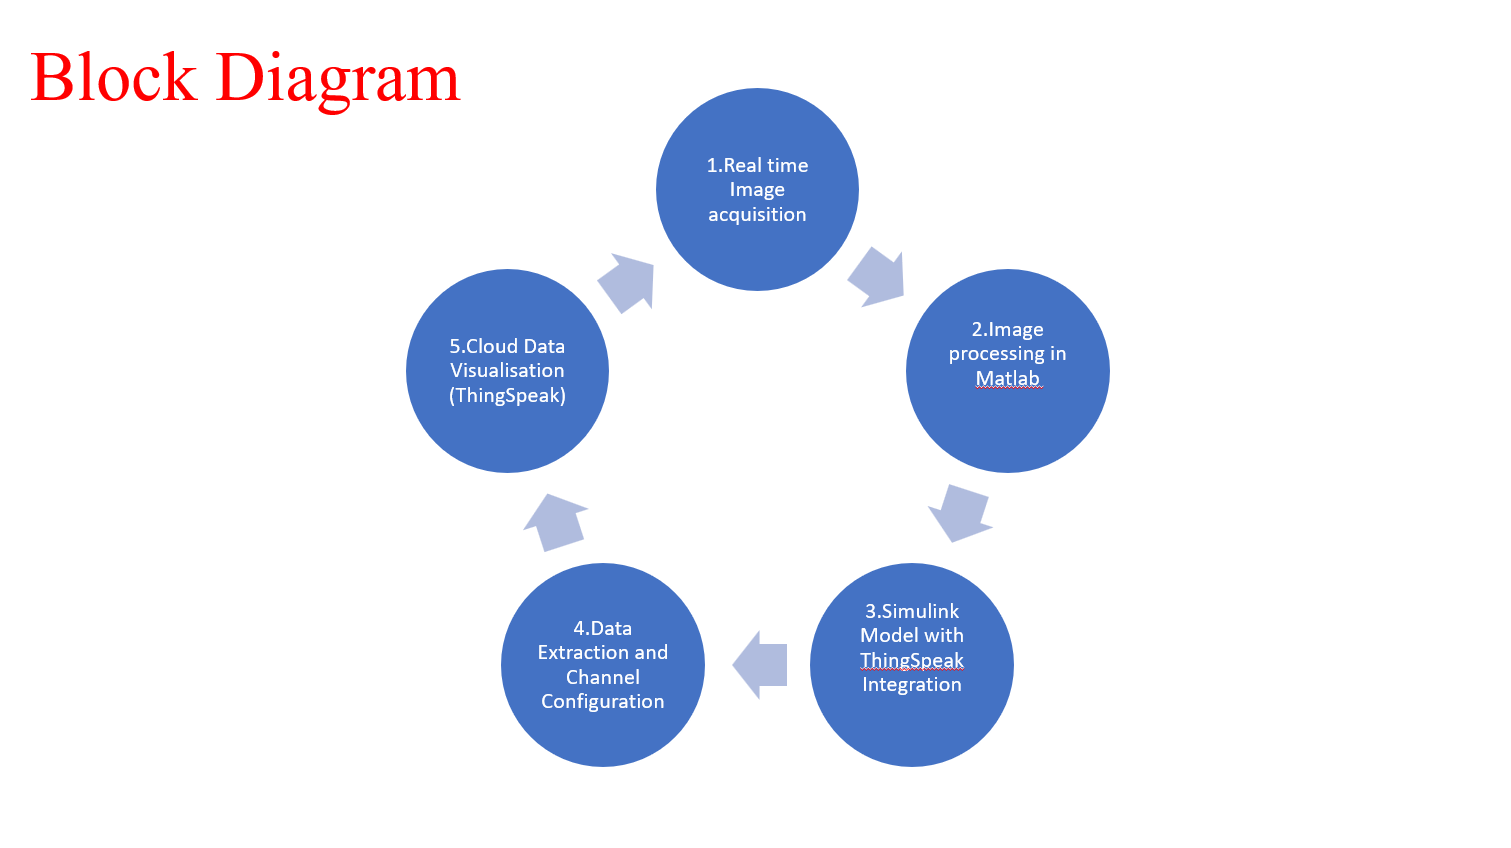 Block Diagram
1.Real time
Image
acquisition
2.Image
processing in
Matlab
3.Simulink
Model with
ThingSpeak
Integration
4.Data
Extraction and
Channel
Configuration
5.Cloud Data
Visualisation
(ThingSpeak)